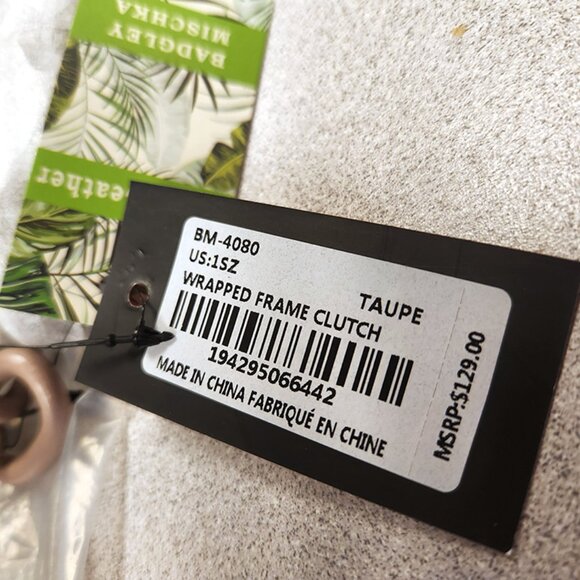 BADGLEY
MISCHKA
eather
BM-4080
US:1SZ
TAUPE
WRAPPED FRAME CLUTCH
194295066442
MADE IN CHINA FABRIQUÉ EN CHINE
MSRP:$129.00